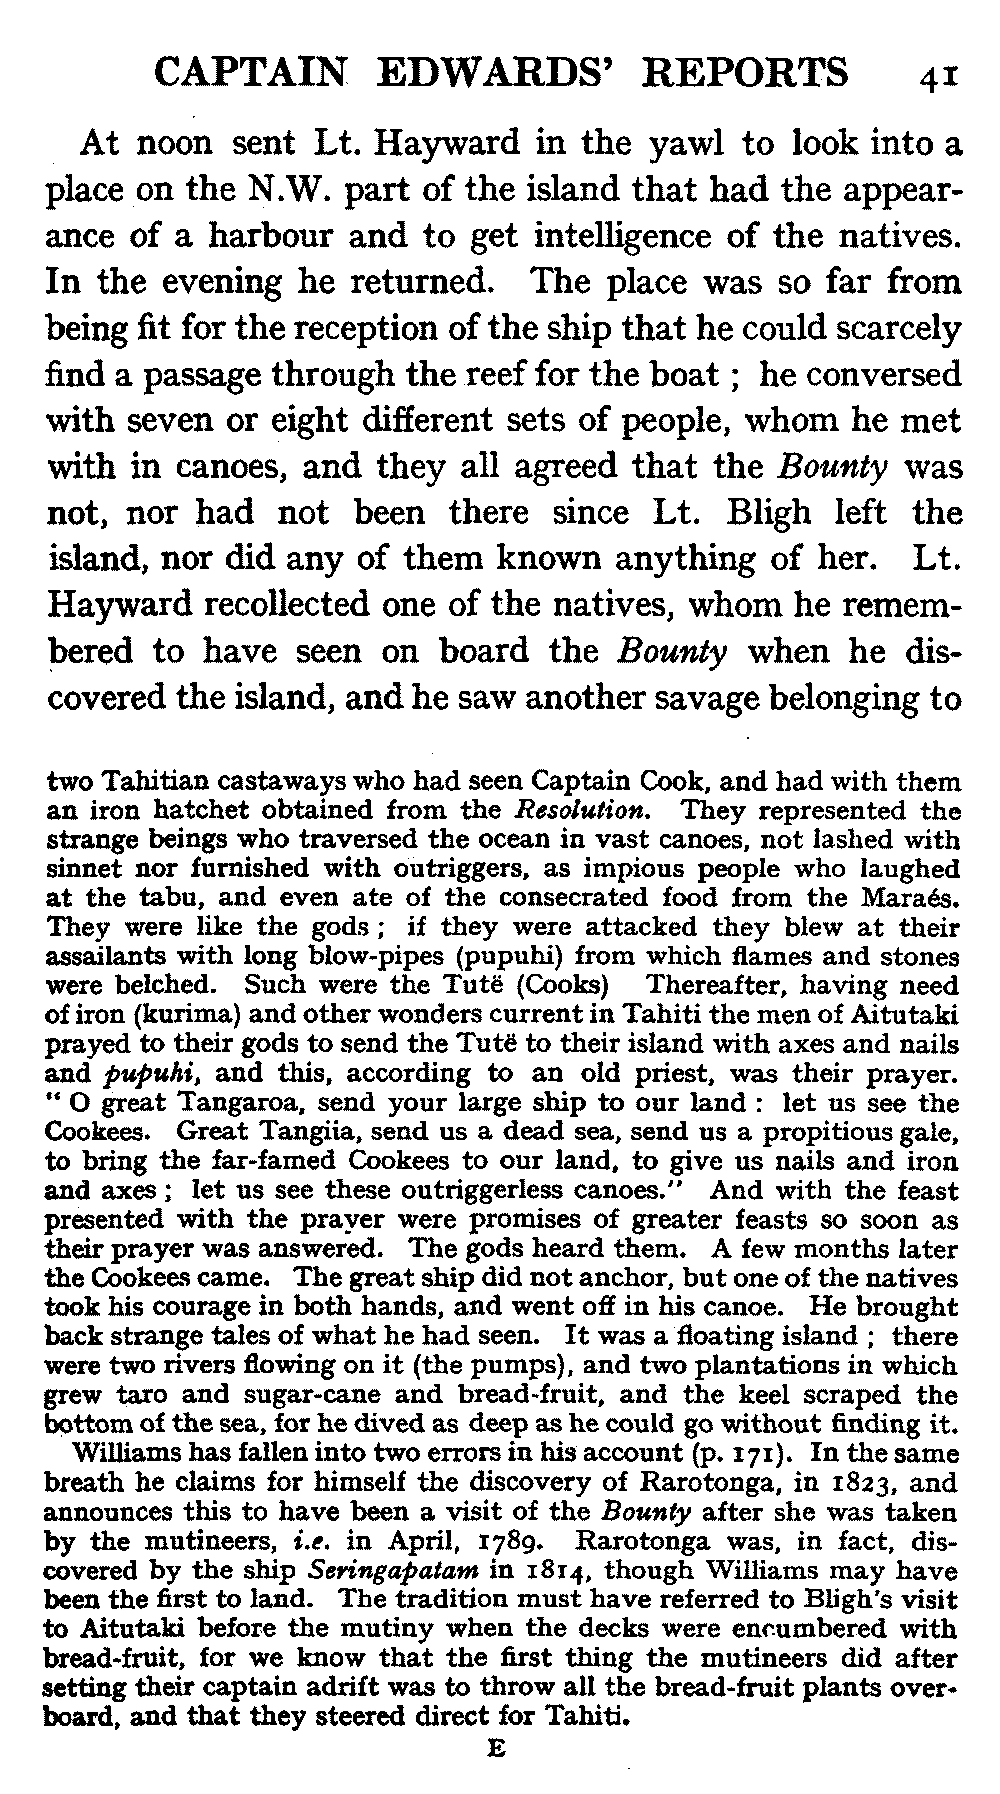 CAPTAIN EDWARDS' REPORTS 41
At noon sent Lt. Hayward in the yawl to look into a
place on the N.W. part of the island that had the appear-
ance of a harbour and to get intelligence of the natives.
In the evening he returned. The place was so far from
being fit for the reception of the ship that he could scarcely
find a passage through the reef for the boat ; he conversed
with seven or eight different sets of people, whom he met
with in canoes, and they all agreed that the Bounty was
not, nor had not been there since Lt. Bligh left the
island, nor did any of them known anything of her. Lt.
Hayward recollected one of the natives, whom he remem-
bered to have seen on board the Bounty when he dis-
covered the island, and he saw another savage belonging to
two Tahitian castaways who had seen Captain Cook, and had with them
an iron hatchet obtained from the Resolution. They represented the
strange beings who traversed the ocean in vast canoes, not lashed with
sinnet nor furnished with outriggers, as impious people who laughed
at the tabu, and even ate of the consecrated food from the Maraés.
They were like the gods ; if they were attacked they blew at their
assailants with long blow-pipes (pupuhi) from which flames and stones
were belched. Such were the Tutë (Cooks) Thereafter, having need
of iron (kurima) and other wonders current in Tahiti the men of Aitutaki
prayed to their gods to send the Tutë to their island with axes and nails
and pupuhi, and this, according to an old priest, was their prayer.
" O great Tangaroa, send your large ship to our land : let us see the
Cookees. Great Tangiia, send us a dead sea, send us a propitious gale,
to bring the far-famed Cookees to our land, to give us nails and iron
and axes ; let us see these outriggerless canoes." And with the feast
presented with the prayer were promises of greater feasts so soon as
their prayer was answered. The gods heard them. A few months later
the Cookees came. The great ship did not anchor, but one of the natives
took his courage in both hands, and went off in his canoe. He brought
back strange tales of what he had seen. It was a floating island ; there
were two rivers flowing on it (the pumps), and two plantations in which
grew taro and sugar-cane and bread-fruit, and the keel scraped the
bottom of the sea, for he dived as deep as he could go without finding it.
Williams has fallen into two errors in his account (p. 171). In the same
breath he claims for himself the discovery of Rarotonga, in 1823, and
announces this to have been a visit of the Bounty after she was taken
by the mutineers, i.e. in April, 1789. Rarotonga was, in fact, dis-
covered by the ship Seringapatam in 1814, though Williams may have
been the first to land. The tradition must have referred to Bligh's visit
to Aitutaki before the mutiny when the decks were encumbered with
bread-fruit, for we know that the first thing the mutineers did after
setting their captain adrift was to throw all the bread-fruit plants over-
board, and that they steered direct for Tahiti.
E